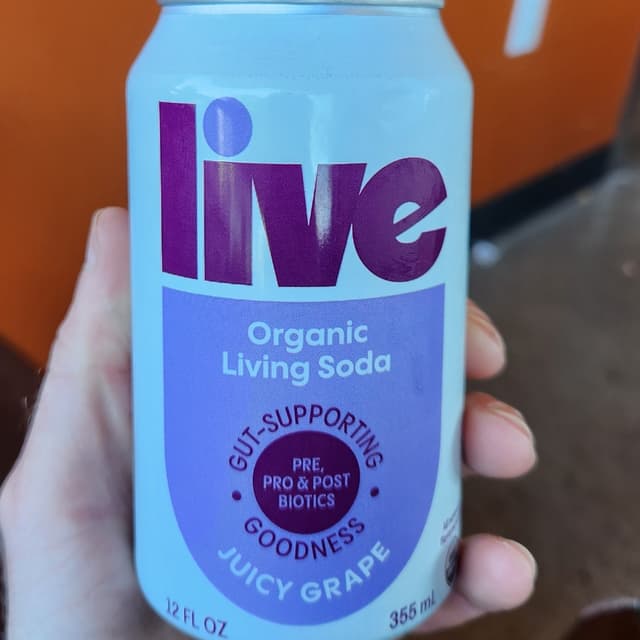 live
Organic
Living Soda
GUT-SUPPORTING
PRE,
PRO & POST
BIOTICS
GOODNESS
JUICY GRAPE
12 FL OZ
355 mL